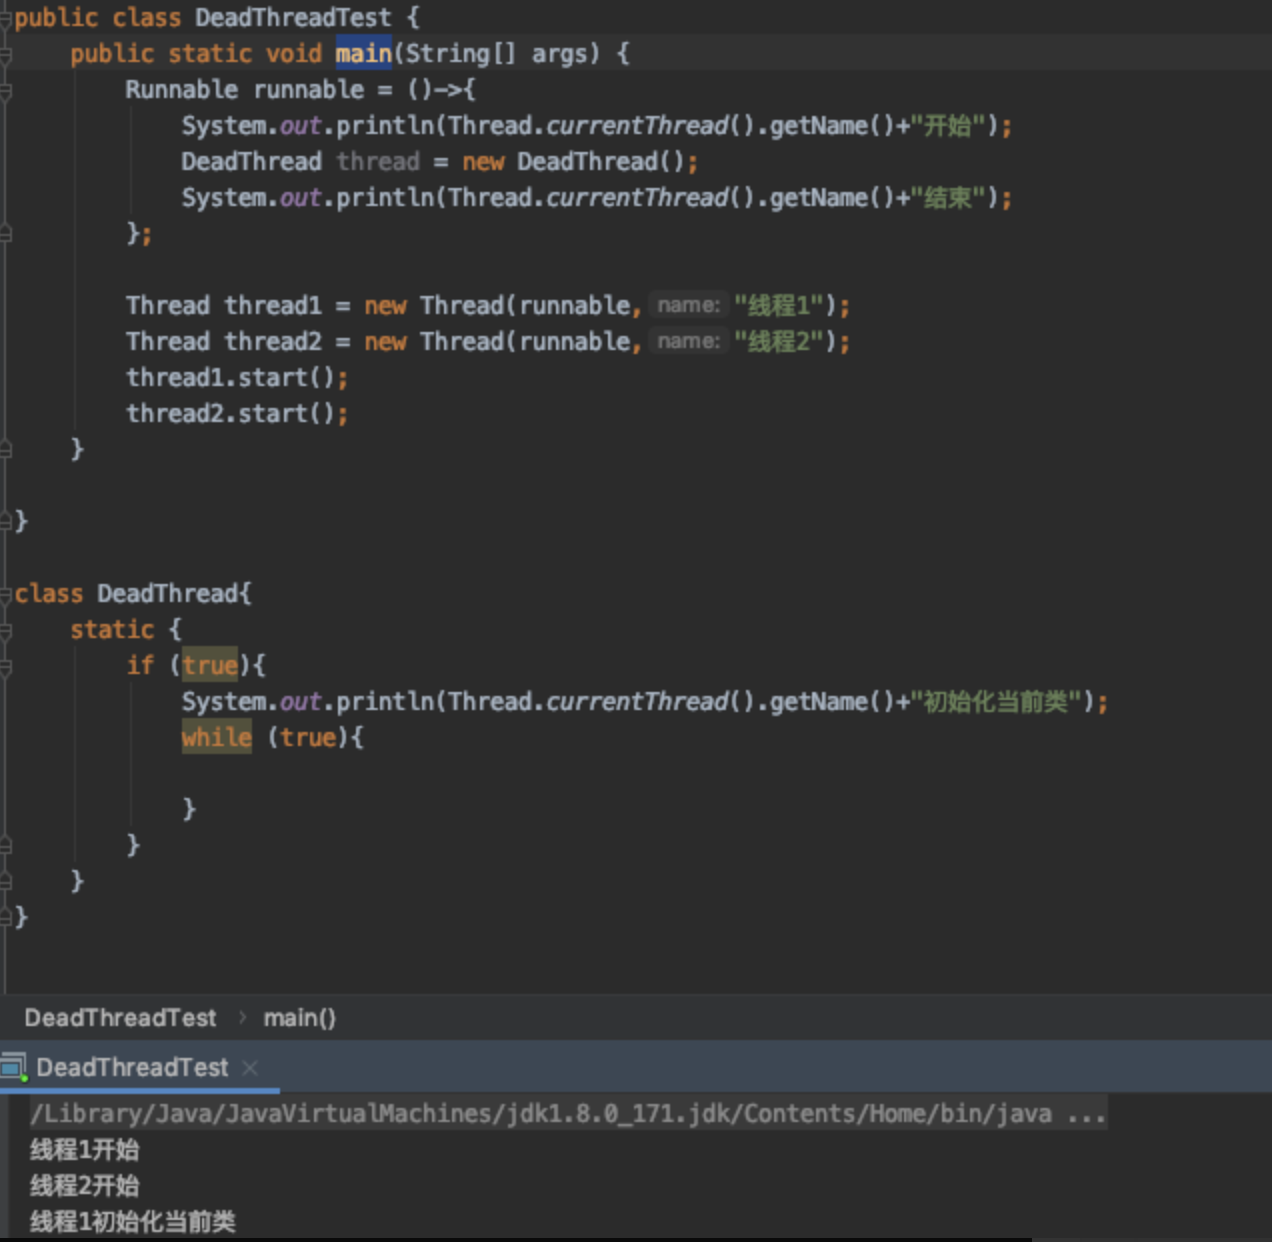 public class DeadThreadTest {
    public static void main(String[] args) {
        Runnable runnable = ()->{
            System.out.println(Thread.currentThread().getName()+"开始");
            DeadThread thread = new DeadThread();
            System.out.println(Thread.currentThread().getName()+"结束");
        };
        Thread thread1 = new Thread(runnable, name: "线程1");
        Thread thread2 = new Thread(runnable, name: "线程2");
        thread1.start();
        thread2.start();
    }
}
class DeadThread{
    static {
        if (true){
            System.out.println(Thread.currentThread().getName()+"初始化当前类");
            while (true){
            }
        }
    }
}
DeadThreadTest > main()
DeadThreadTest ×
/Library/Java/JavaVirtualMachines/jdk1.8.0_171.jdk/Contents/Home/bin/java ...
线程1开始
线程2开始
线程1初始化当前类